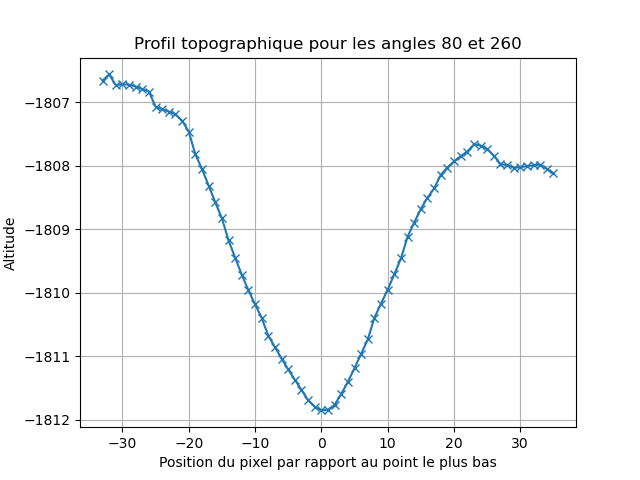 Profil topographique pour les angles 80 et 260
−1807
−1808
−1809
−1810
−1811
−1812
Altitude
−30 −20 −10 0 10 20 30
Position du pixel par rapport au point le plus bas